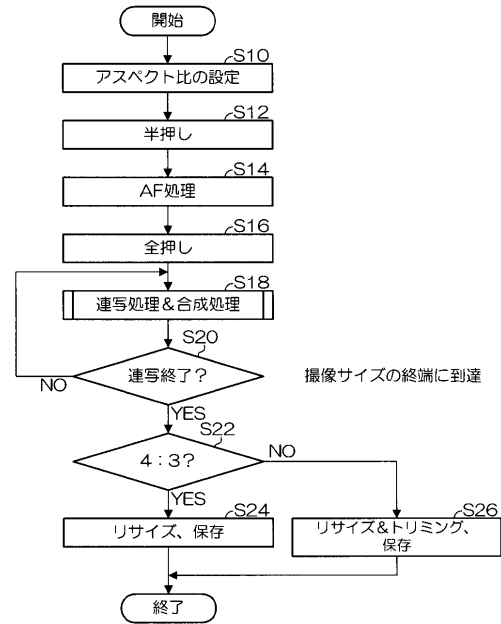 開始
S10
アスペクト比の設定
S12
半押し
S14
AF処理
S16
全押し
S18
連写処理&合成処理
S20
連写終了?
撮像サイズの終端に到達
NO
YES
S22
4:3?
NO
YES
S24
リサイズ、保存
S26
リサイズ&トリミング、
保存
終了